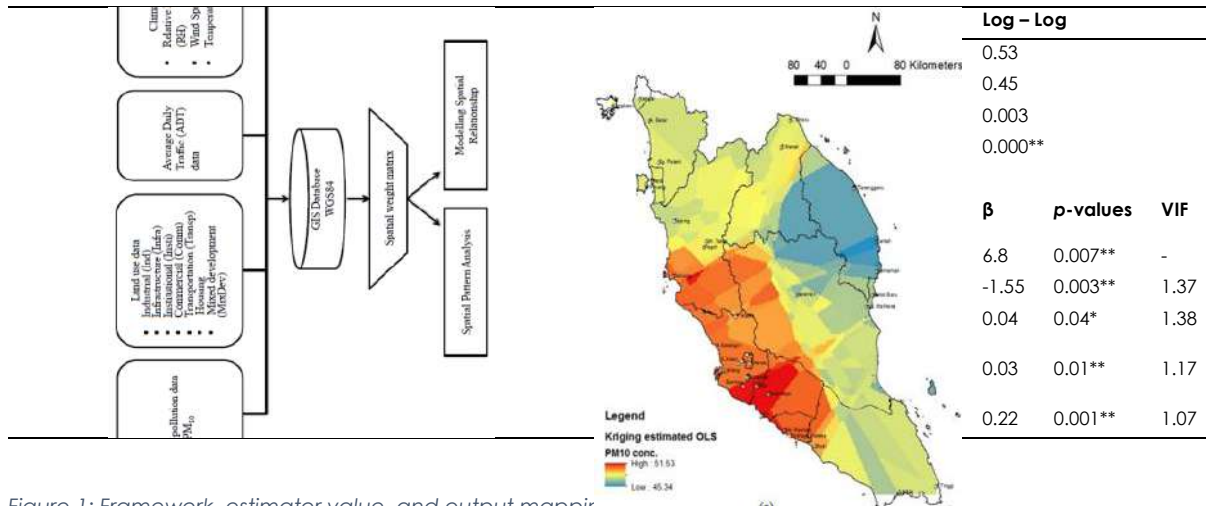 Clim
Relative
(RH)
Wind Sp
Tempera
Average Daily
Traffic (ADT)
data
Land use data
Industrial (Ind)
Infrastructure (Infra)
Institutional (Insti)
Commercial (Comm)
Transportation (Transp)
Housing
Mixed development
(MixDev)
pollution data
PM10
GIS Database
WGS84
Spatial weight matrix
Modelling Spatial
Relationship
Spatial Pattern Analysis
N
80 40 0 80 Kilometers
Legend
Kriging estimated OLS
PM10 conc.
High : 51.53
Low : 45.34
Log – Log
0.53
0.45
0.003
0.000**
β p-values VIF
6.8 0.007** -
-1.55 0.003** 1.37
0.04 0.04* 1.38
0.03 0.01** 1.17
0.22 0.001** 1.07
Figure 1: Framework, estimater value, and output mappin